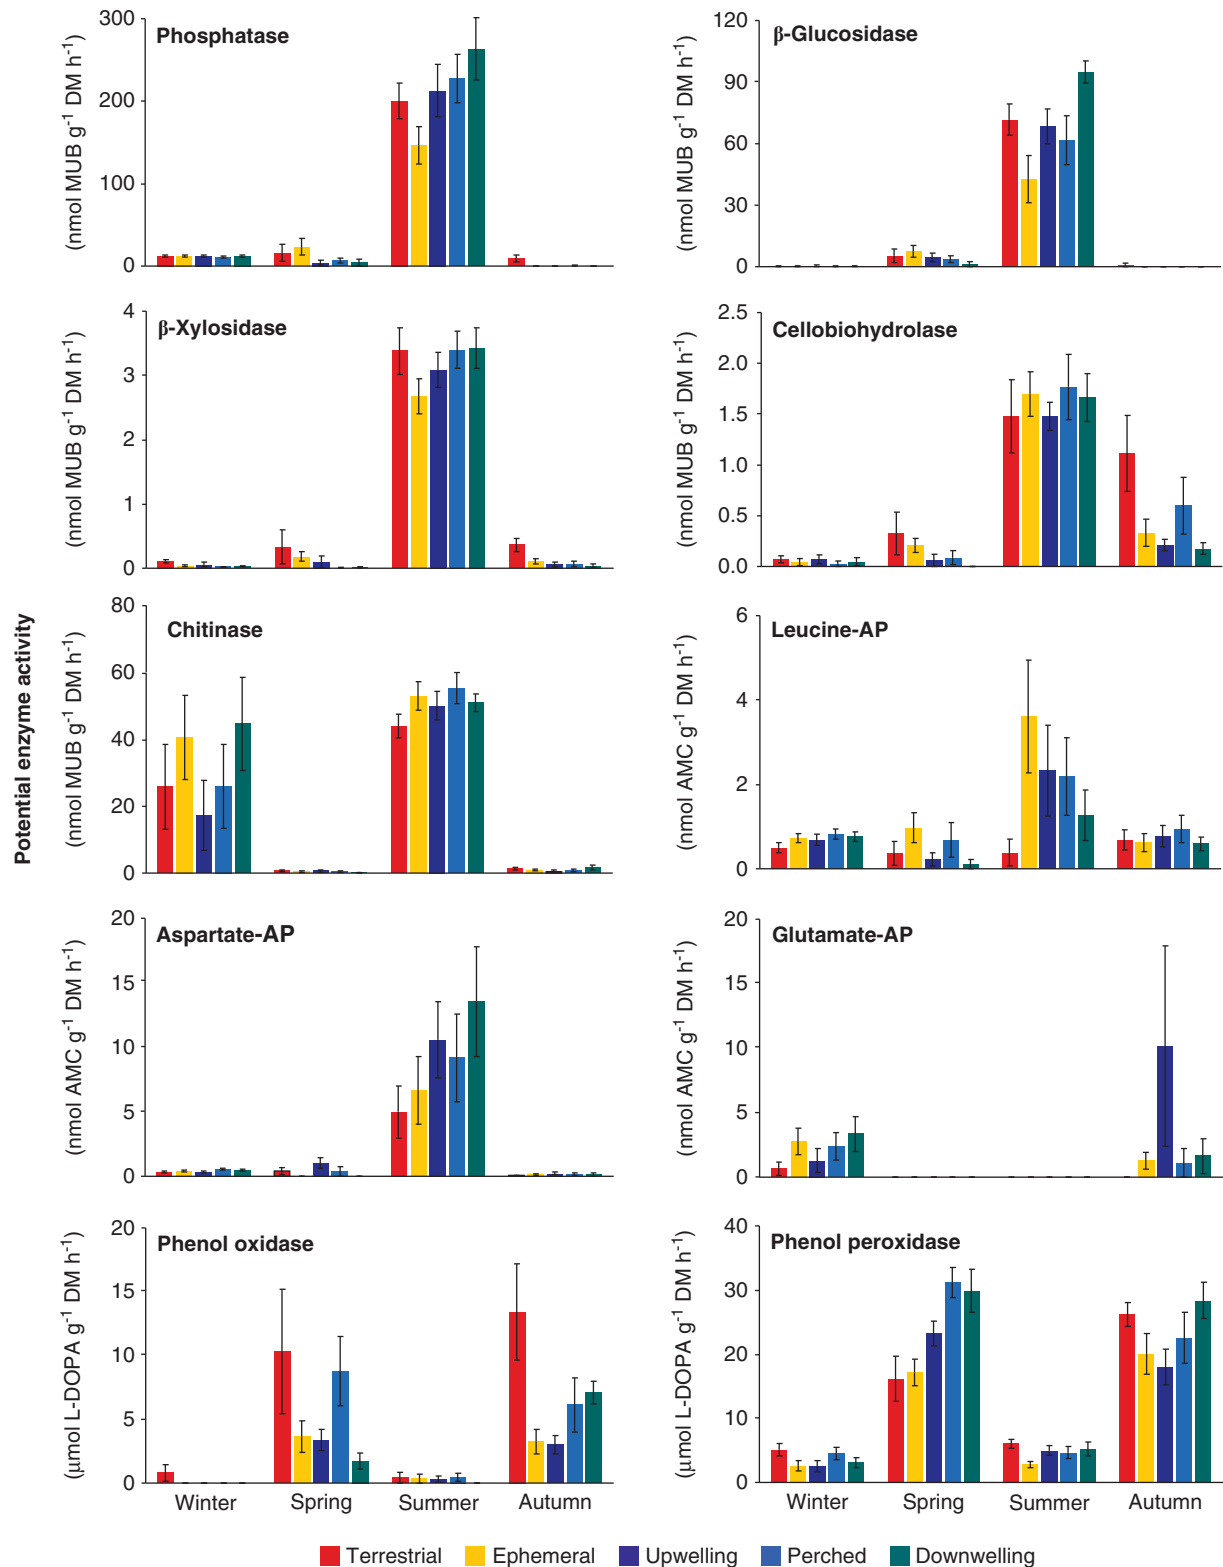 Potential enzyme activity
Phosphatase
(nmol MUB g⁻¹ DM h⁻¹)
300
200
100
0
β-Glucosidase
(nmol MUB g⁻¹ DM h⁻¹)
120
90
60
30
0
β-Xylosidase
(nmol MUB g⁻¹ DM h⁻¹)
4
3
2
1
0
Cellobiohydrolase
(nmol MUB g⁻¹ DM h⁻¹)
2.5
2.0
1.5
1.0
0.5
0.0
Chitinase
(nmol MUB g⁻¹ DM h⁻¹)
80
60
40
20
0
Leucine-AP
(nmol AMC g⁻¹ DM h⁻¹)
6
4
2
0
Aspartate-AP
(nmol AMC g⁻¹ DM h⁻¹)
20
15
10
5
0
Glutamate-AP
(nmol AMC g⁻¹ DM h⁻¹)
20
15
10
5
0
Phenol oxidase
(µmol L-DOPA g⁻¹ DM h⁻¹)
20
15
10
5
0
Winter Spring Summer Autumn
Phenol peroxidase
(µmol L-DOPA g⁻¹ DM h⁻¹)
40
30
20
10
0
Winter Spring Summer Autumn
Terrestrial Ephemeral Upwelling Perched Downwelling